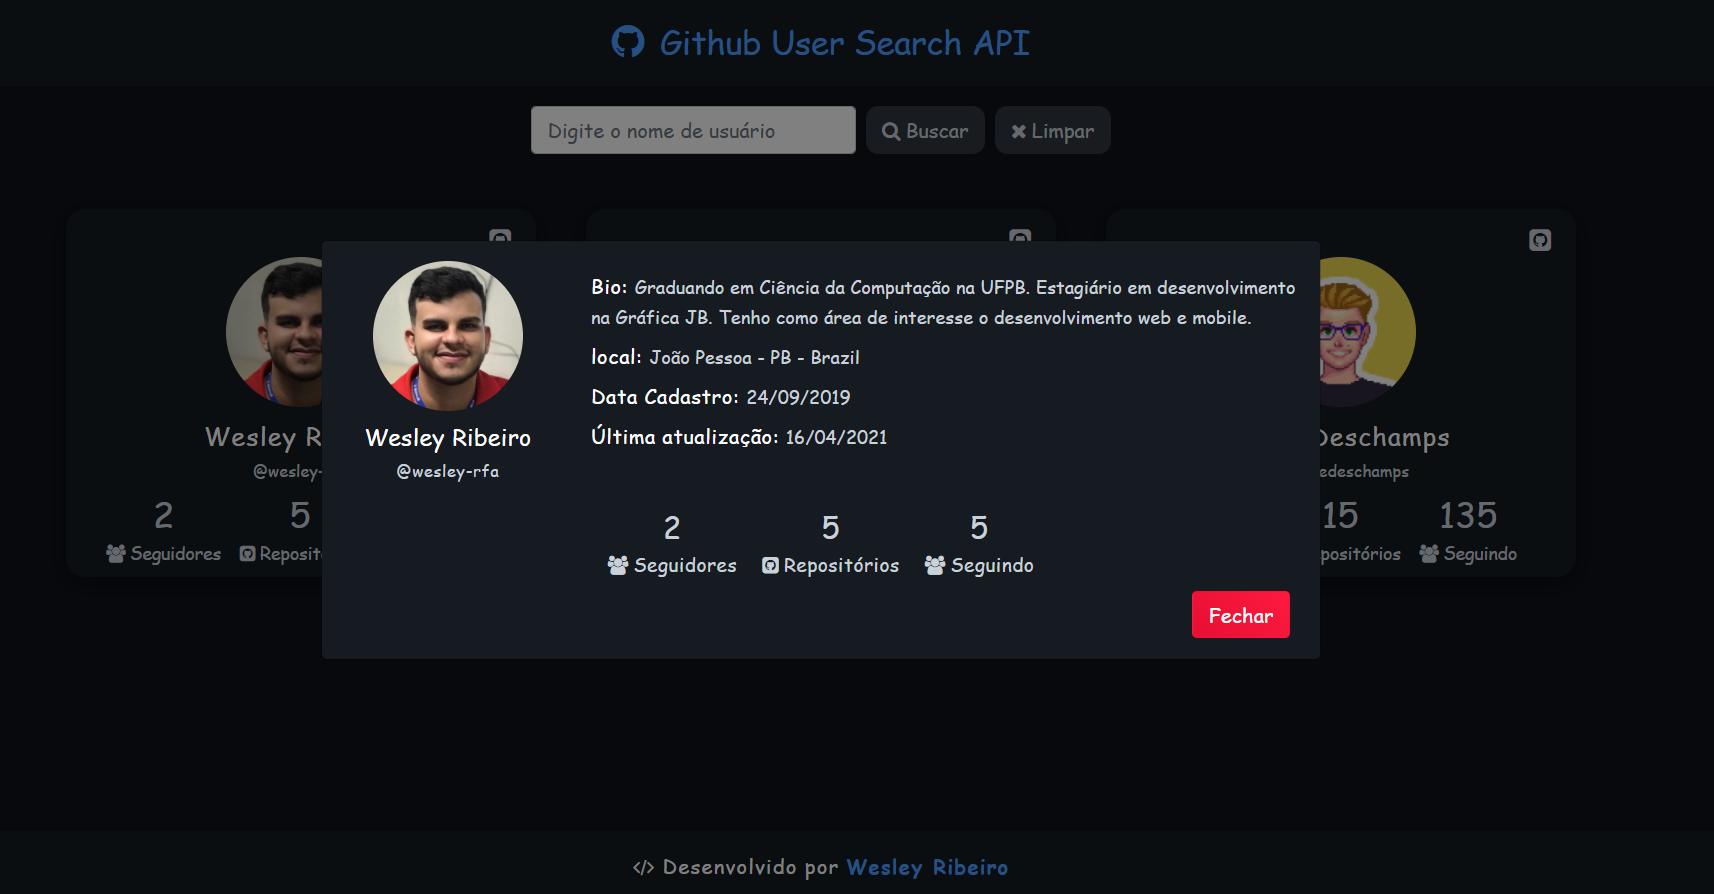 Github User Search API
Digite o nome de usuário
Buscar
Limpar
Wesley R
@wesley-
2
5
Seguidores
Reposit
Bio: Graduando em Ciência da Computação na UFPB. Estagiário em desenvolvimento
na Gráfica JB. Tenho como área de interesse o desenvolvimento web e mobile.
local: João Pessoa - PB - Brazil
Data Cadastro: 24/09/2019
Última atualização: 16/04/2021
Wesley Ribeiro
@wesley-rfa
2
5
5
Seguidores
Repositórios
Seguindo
Fechar
Deschamps
edeschamps
15
135
positórios
Seguindo
</> Desenvolvido por Wesley Ribeiro